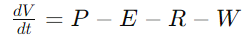 dV/dt = P − E − R − W